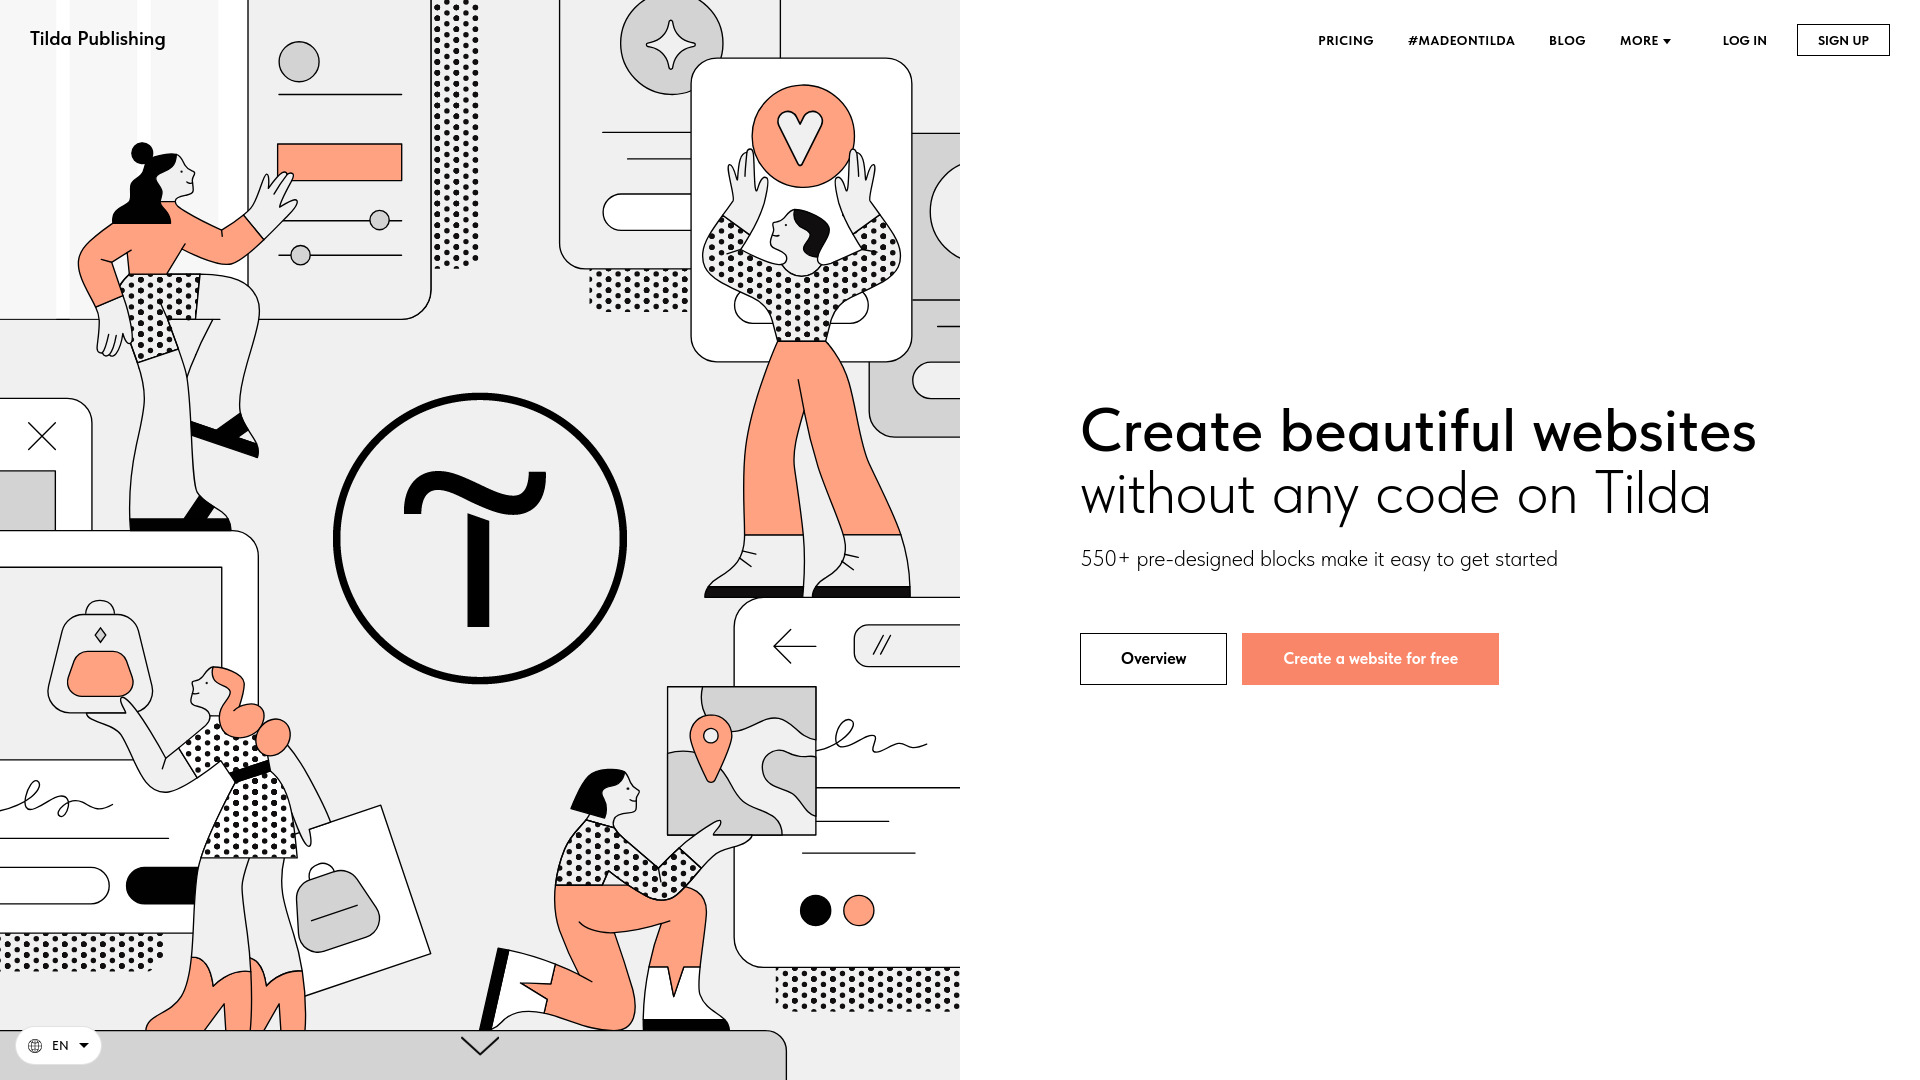 Tilda Publishing
PRICING #MADEONTILDA BLOG MORE LOG IN SIGN UP
Create beautiful websites
without any code on Tilda
550+ pre-designed blocks make it easy to get started
Overview Create a website for free
EN